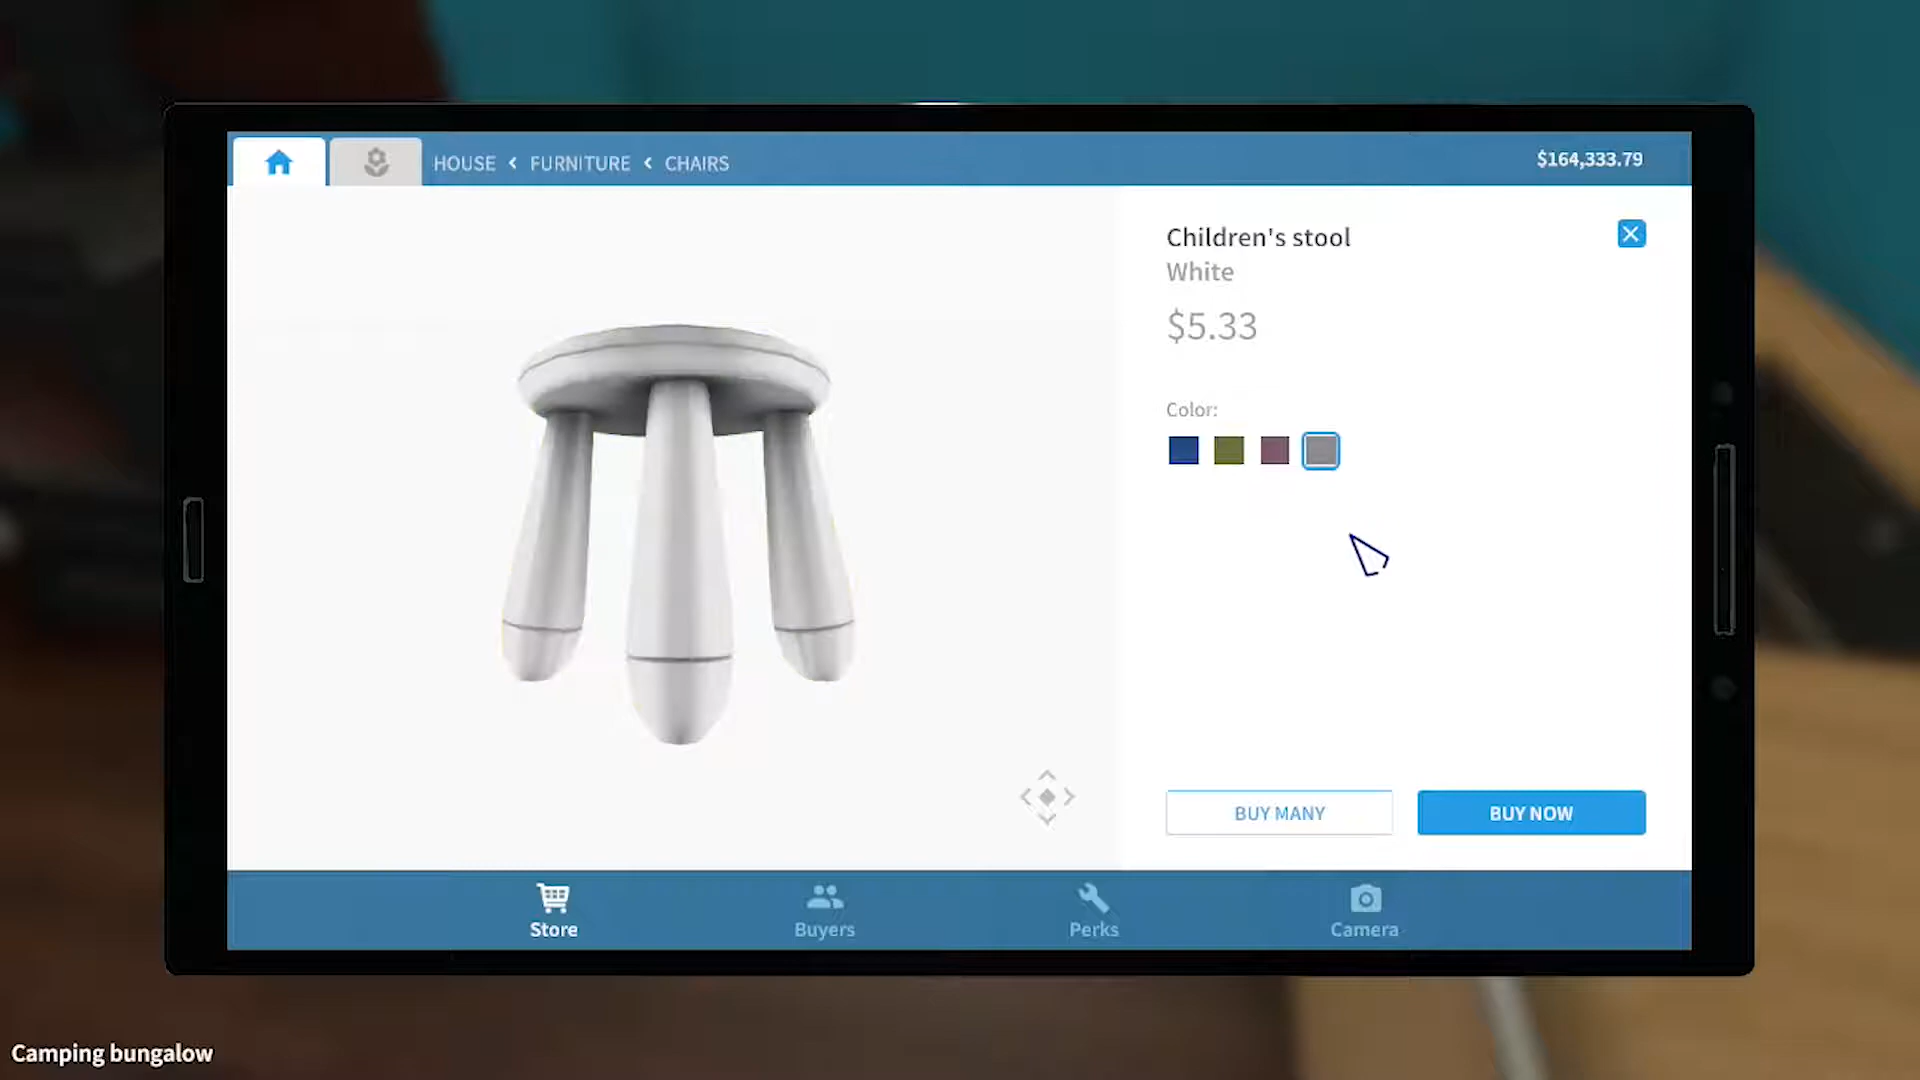 HOUSE < FURNITURE < CHAIRS
$164,333.79
Children's stool
White
$5.33
Color:
BUY MANY
BUY NOW
Store
Buyers
Perks
Camera
Camping bungalow